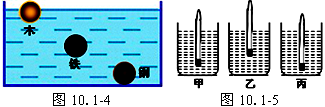 木
铁
铜
图 10.1-4
甲 乙 丙
图 10.1-5